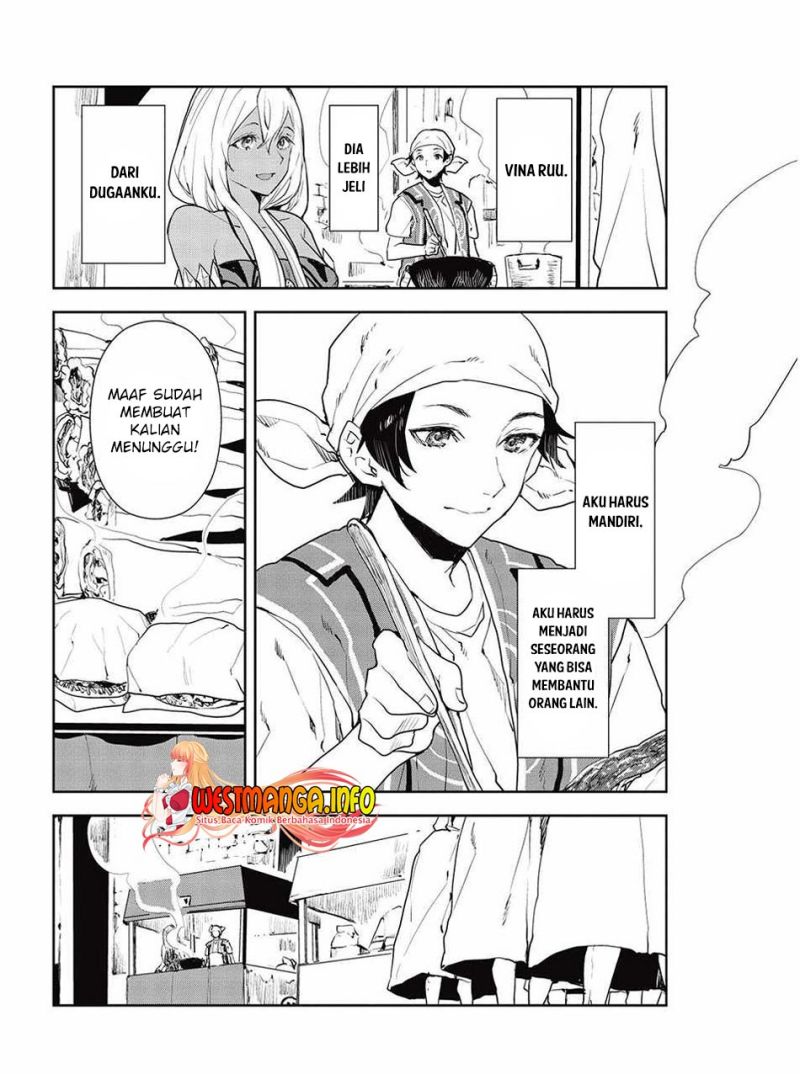 VINA RUU.
DIA
LEBIH
JELI
DARI
DUGAANKU.
AKU HARUS
MANDIRI.
AKU HARUS
MENJADI
SESEORANG
YANG BISA
MEMBANTU
ORANG LAIN.
MAAF SUDAH
MEMBUAT
KALIAN
MENUNGGU!
WESTMANGA.INFO
Situs Baca Komik Berbahasa Indonesia